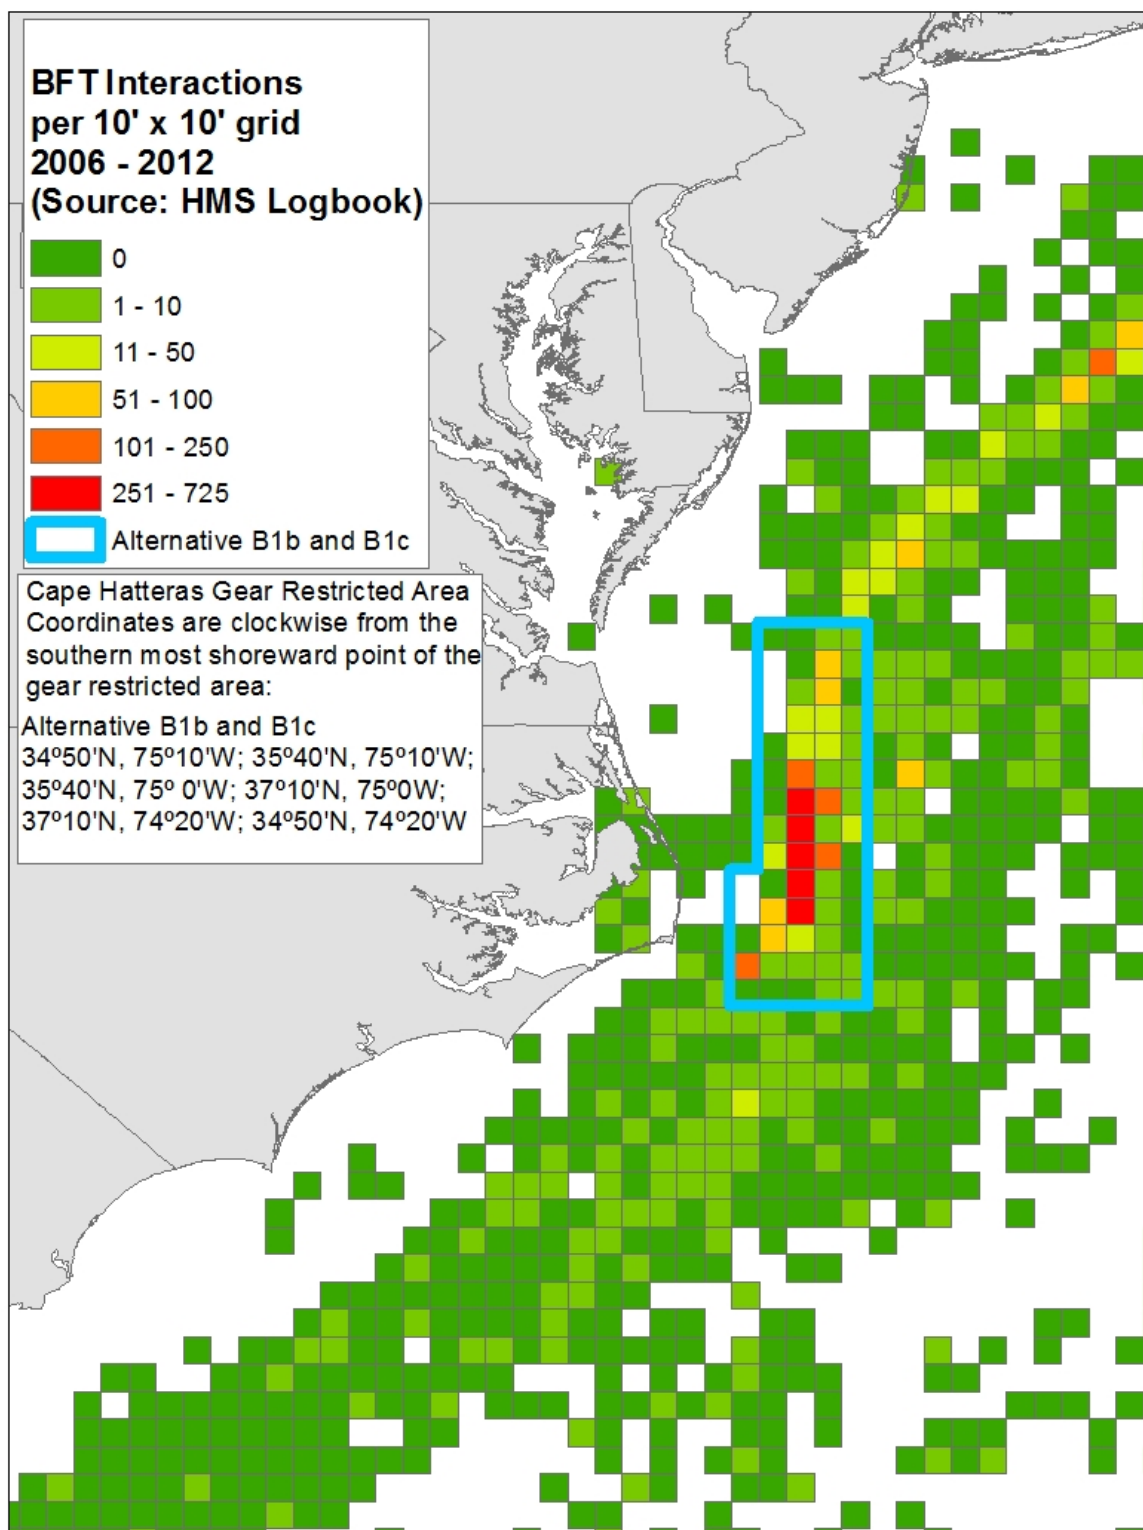 BFT Interactions
per 10' x 10' grid
2006 - 2012
(Source: HMS Logbook)
0
1 - 10
11 - 50
51 - 100
101 - 250
251 - 725
Alternative B1b and B1c
Cape Hatteras Gear Restricted Area
Coordinates are clockwise from the
southern most shoreward point of the
gear restricted area:
Alternative B1b and B1c
34º50'N, 75º10'W; 35º40'N, 75º10'W;
35º40'N, 75º 0'W; 37º10'N, 75º0W;
37º10'N, 74º20'W; 34º50'N, 74º20'W